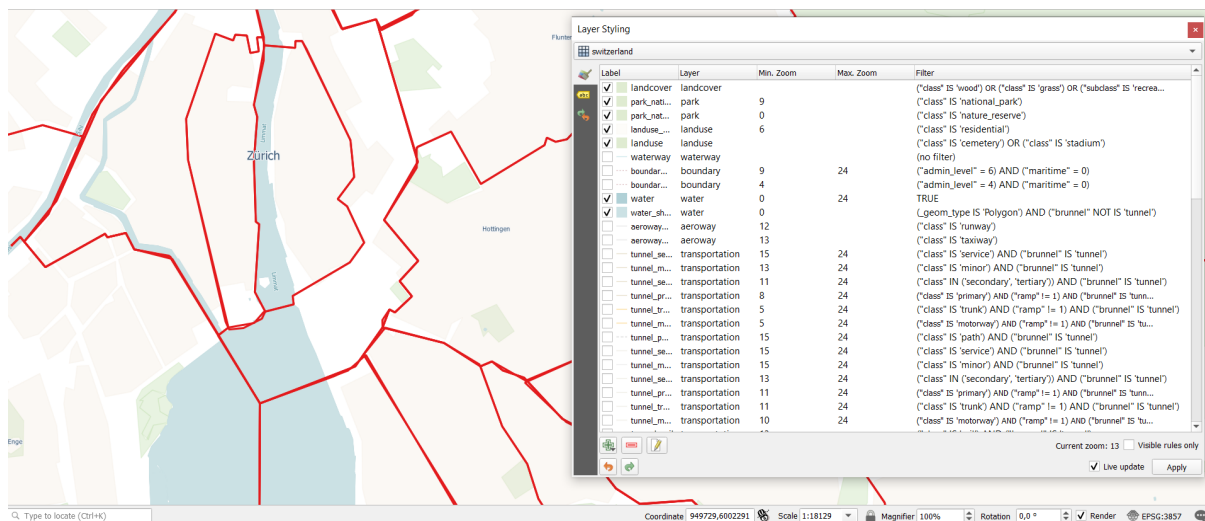 Flunter
Zürich
Limmat
Hottingen
Limmat
Enge
Layer Styling
switzerland
Label Layer Min. Zoom Max. Zoom Filter
landcover landcover ("class" IS 'wood') OR ("class" IS 'grass') OR ("subclass" IS 'recrea...
park_nati... park 9 ("class" IS 'national_park')
park_nat... park 0 ("class" IS 'nature_reserve')
landuse_... landuse 6 ("class" IS 'residential')
landuse landuse ("class" IS 'cemetery') OR ("class" IS 'stadium')
waterway waterway (no filter)
boundar... boundary 9 24 ("admin_level" = 6) AND ("maritime" = 0)
boundar... boundary 4 ("admin_level" = 4) AND ("maritime" = 0)
water water 0 24 TRUE
water_sh... water 0 (_geom_type IS 'Polygon') AND ("brunnel" NOT IS 'tunnel')
aeroway... aeroway 12 ("class" IS 'runway')
aeroway... aeroway 13 ("class" IS 'taxiway')
tunnel_se... transportation 15 24 ("class" IS 'service') AND ("brunnel" IS 'tunnel')
tunnel_m... transportation 13 24 ("class" IS 'minor') AND ("brunnel" IS 'tunnel')
tunnel_se... transportation 11 24 ("class" IN ('secondary', 'tertiary')) AND ("brunnel" IS 'tunnel')
tunnel_pr... transportation 8 24 ("class" IS 'primary') AND ("ramp" != 1) AND ("brunnel" IS 'tunn...
tunnel_tr... transportation 5 24 ("class" IS 'trunk') AND ("ramp" != 1) AND ("brunnel" IS 'tunnel')
tunnel_m... transportation 5 24 ("class" IS 'motorway') AND ("ramp" != 1) AND ("brunnel" IS 'tu...
tunnel_p... transportation 15 24 ("class" IS 'path') AND ("brunnel" IS 'tunnel')
tunnel_se... transportation 15 24 ("class" IS 'service') AND ("brunnel" IS 'tunnel')
tunnel_m... transportation 15 24 ("class" IS 'minor') AND ("brunnel" IS 'tunnel')
tunnel_se... transportation 13 24 ("class" IN ('secondary', 'tertiary')) AND ("brunnel" IS 'tunnel')
tunnel_pr... transportation 11 24 ("class" IS 'primary') AND ("ramp" != 1) AND ("brunnel" IS 'tunn...
tunnel_tr... transportation 11 24 ("class" IS 'trunk') AND ("ramp" != 1) AND ("brunnel" IS 'tunnel')
tunnel_m... transportation 10 24 ("class" IS 'motorway') AND ("ramp" != 1) AND ("brunnel" IS 'tu...
Current zoom: 13 Visible rules only
Live update Apply
Type to locate (Ctrl+K) Coordinate 949729,6002291 Scale 1:18129 Magnifier 100% Rotation 0,0 ° Render EPSG:3857